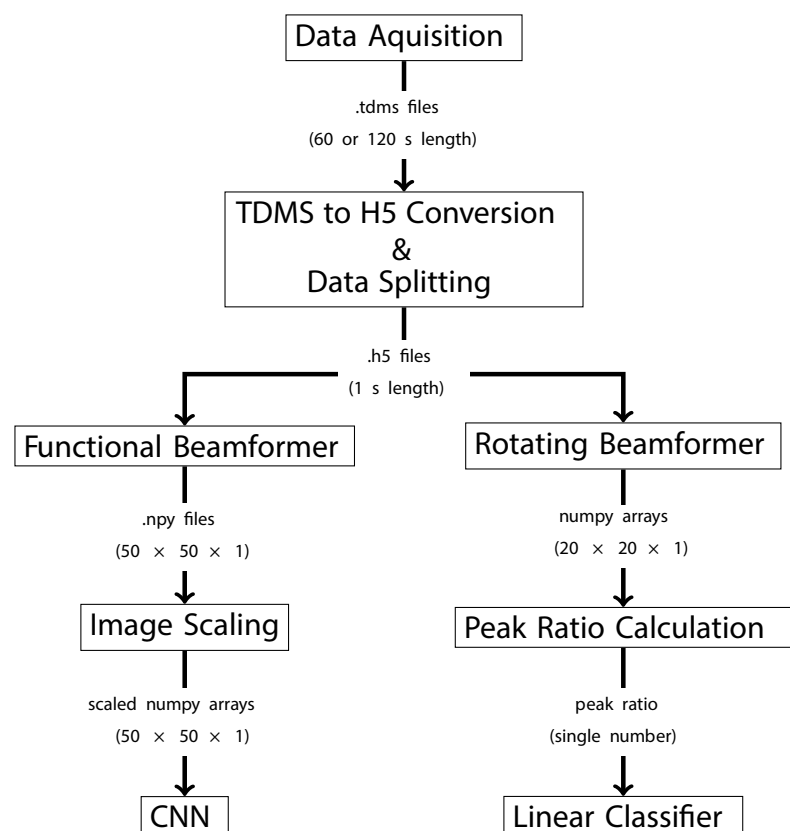 Data Aquisition
.tdms files
(60 or 120 s length)
TDMS to H5 Conversion
&
Data Splitting
.h5 files
(1 s length)
Functional Beamformer
.npy files
(50 × 50 × 1)
Image Scaling
scaled numpy arrays
(50 × 50 × 1)
CNN
Rotating Beamformer
numpy arrays
(20 × 20 × 1)
Peak Ratio Calculation
peak ratio
(single number)
Linear Classifier